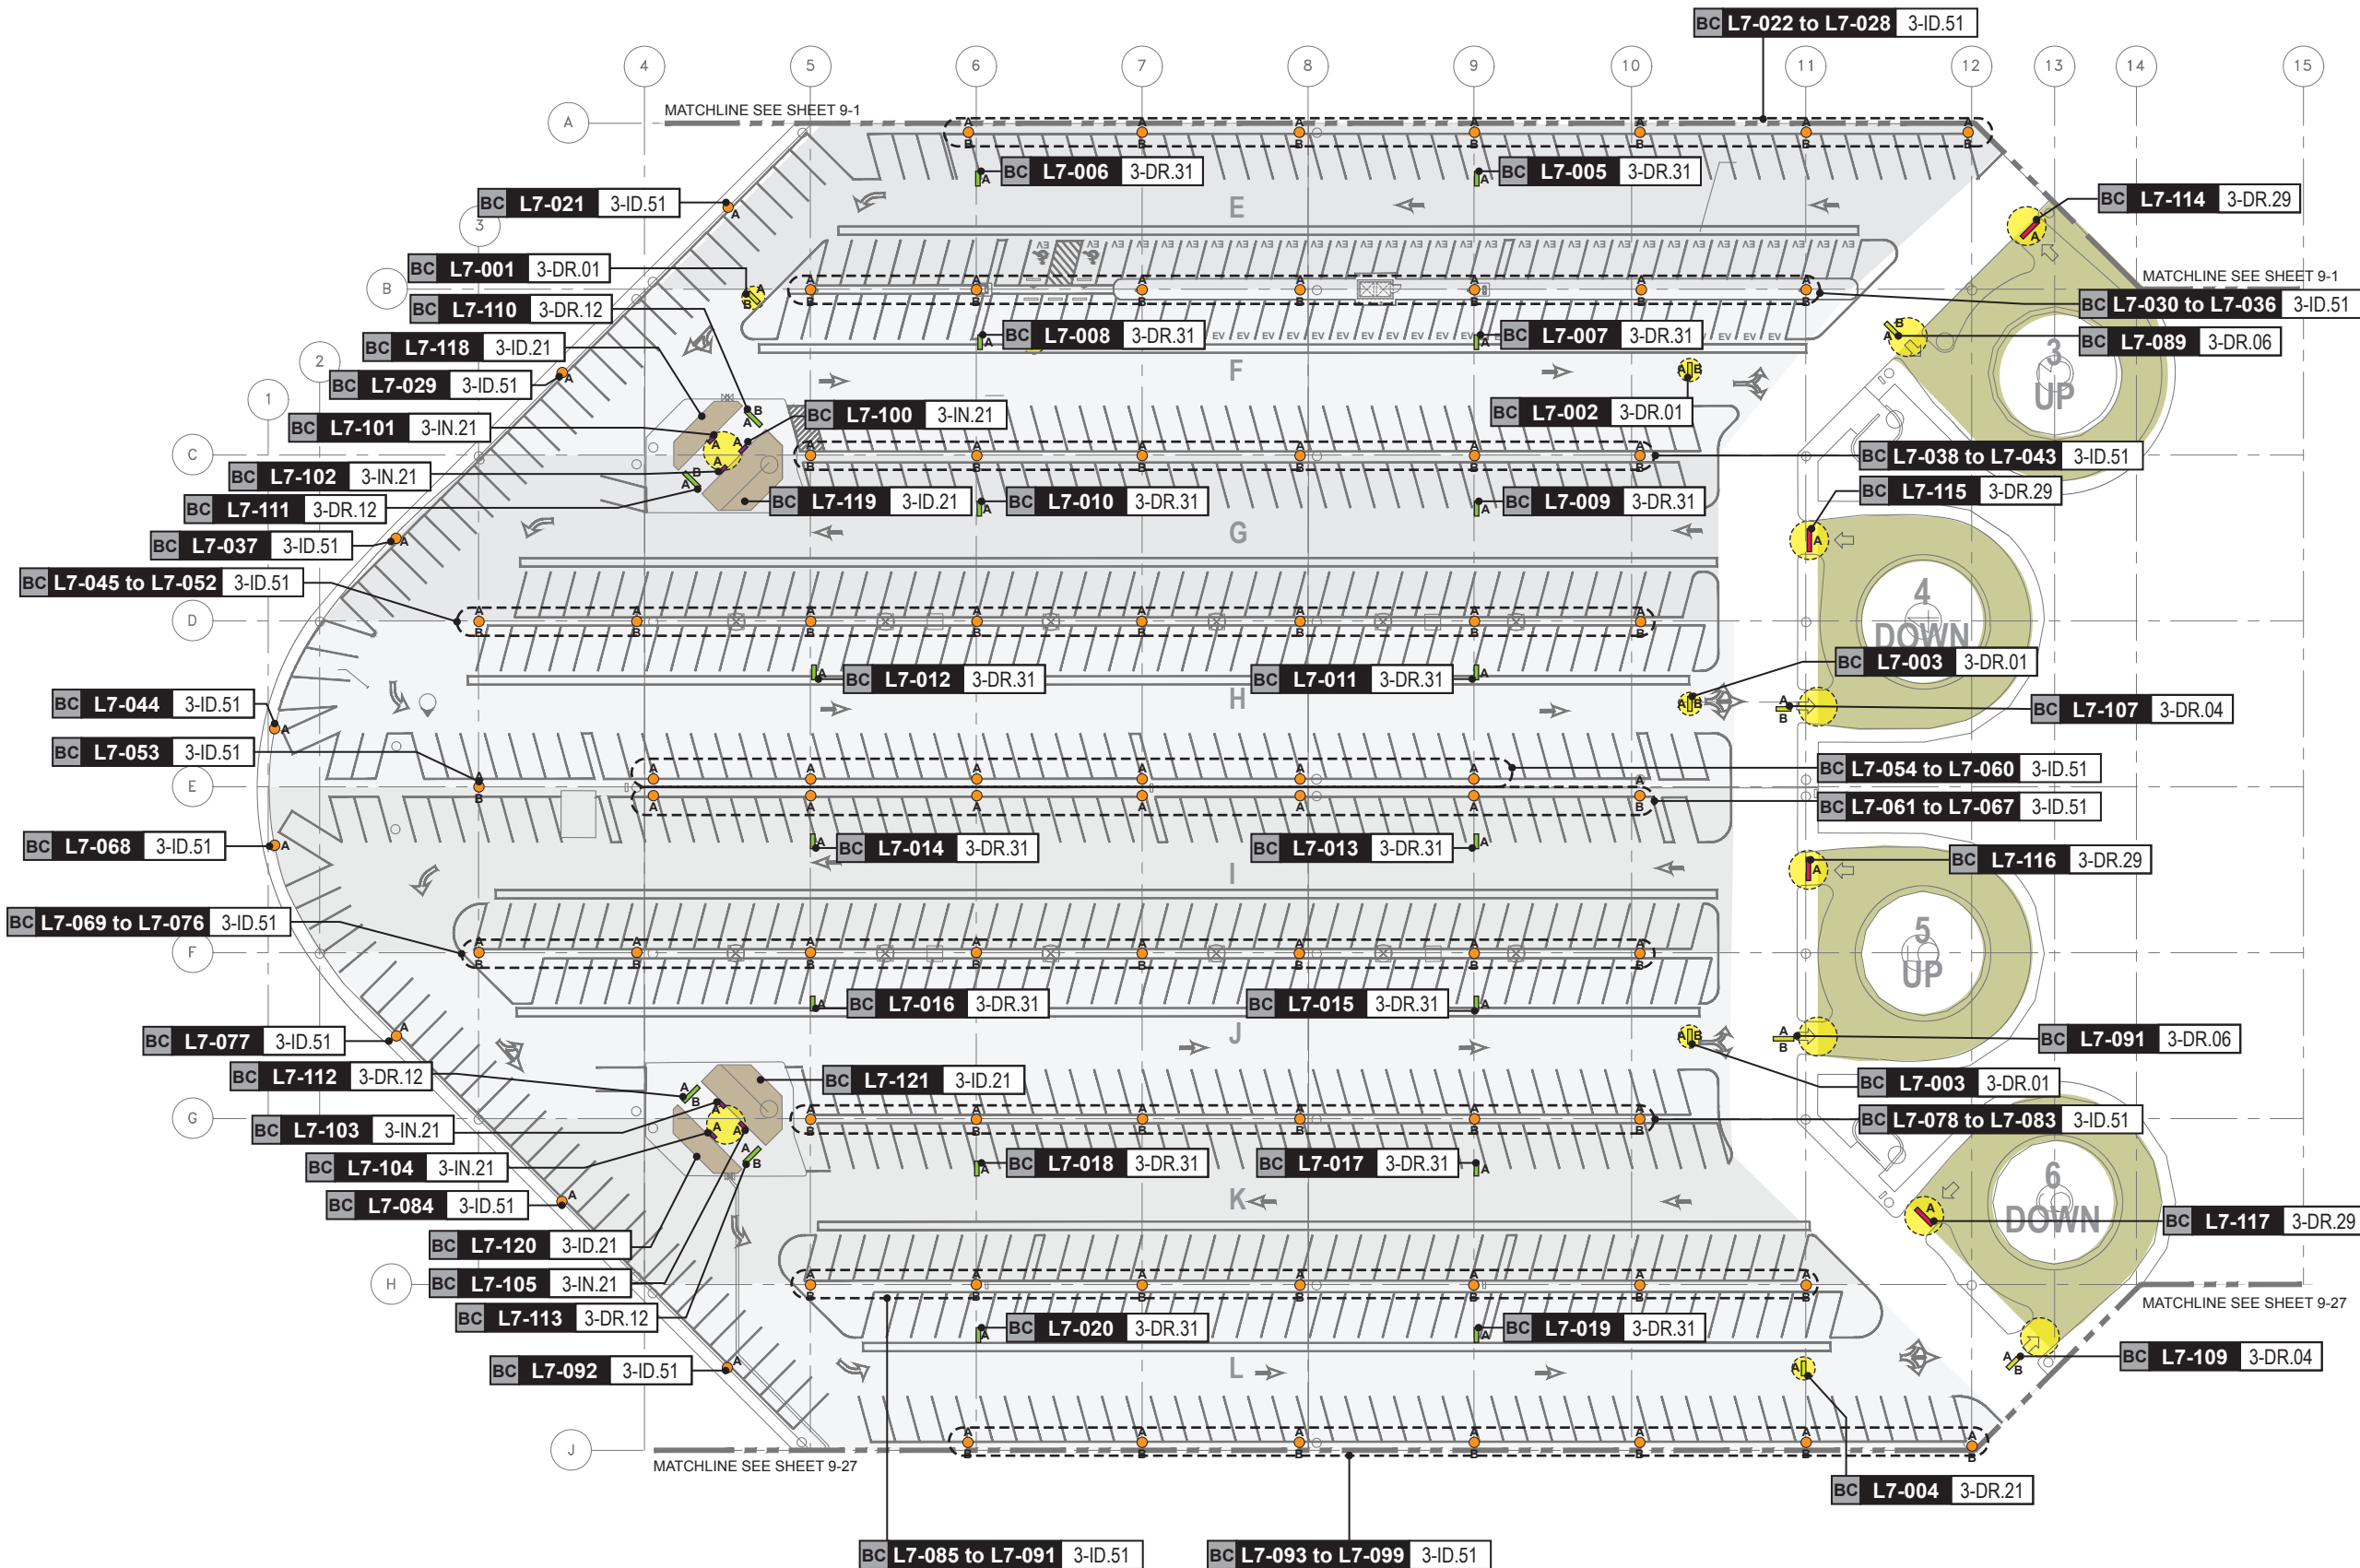 BC L7-022 to L7-028 3-ID.51
4 5 6 7 8 9 10 11 12 13 14 15
MATCHLINE SEE SHEET 9-1
A
BC L7-006 3-DR.31
BC L7-005 3-DR.31
BC L7-021 3-ID.51
E
BC L7-114 3-DR.29
3
BC L7-001 3-DR.01
MATCHLINE SEE SHEET 9-1
B
BC L7-030 to L7-036 3-ID.51
BC L7-110 3-DR.12
BC L7-008 3-DR.31
BC L7-007 3-DR.31
BC L7-089 3-DR.06
BC L7-118 3-ID.21
2
3
UP
F
BC L7-029 3-ID.51
1
BC L7-100 3-IN.21
BC L7-002 3-DR.01
BC L7-101 3-IN.21
C
BC L7-038 to L7-043 3-ID.51
BC L7-102 3-IN.21
BC L7-115 3-DR.29
BC L7-119 3-ID.21
BC L7-010 3-DR.31
BC L7-009 3-DR.31
BC L7-111 3-DR.12
G
BC L7-037 3-ID.51
BC L7-045 to L7-052 3-ID.51
D
4
DOWN
BC L7-003 3-DR.01
BC L7-012 3-DR.31
BC L7-011 3-DR.31
BC L7-044 3-ID.51
H
BC L7-107 3-DR.04
BC L7-053 3-ID.51
BC L7-054 to L7-060 3-ID.51
E
BC L7-061 to L7-067 3-ID.51
BC L7-068 3-ID.51
BC L7-014 3-DR.31
BC L7-013 3-DR.31
BC L7-116 3-DR.29
I
BC L7-069 to L7-076 3-ID.51
F
5
UP
BC L7-016 3-DR.31
BC L7-015 3-DR.31
BC L7-077 3-ID.51
J
BC L7-091 3-DR.06
BC L7-112 3-DR.12
BC L7-121 3-ID.21
BC L7-003 3-DR.01
G
BC L7-078 to L7-083 3-ID.51
BC L7-103 3-IN.21
BC L7-104 3-IN.21
BC L7-018 3-DR.31
BC L7-017 3-DR.31
6
DOWN
BC L7-084 3-ID.51
K
BC L7-117 3-DR.29
BC L7-120 3-ID.21
BC L7-105 3-IN.21
H
MATCHLINE SEE SHEET 9-27
BC L7-113 3-DR.12
BC L7-020 3-DR.31
BC L7-019 3-DR.31
BC L7-092 3-ID.51
L
BC L7-109 3-DR.04
J
MATCHLINE SEE SHEET 9-27
BC L7-004 3-DR.21
BC L7-085 to L7-091 3-ID.51
BC L7-093 to L7-099 3-ID.51